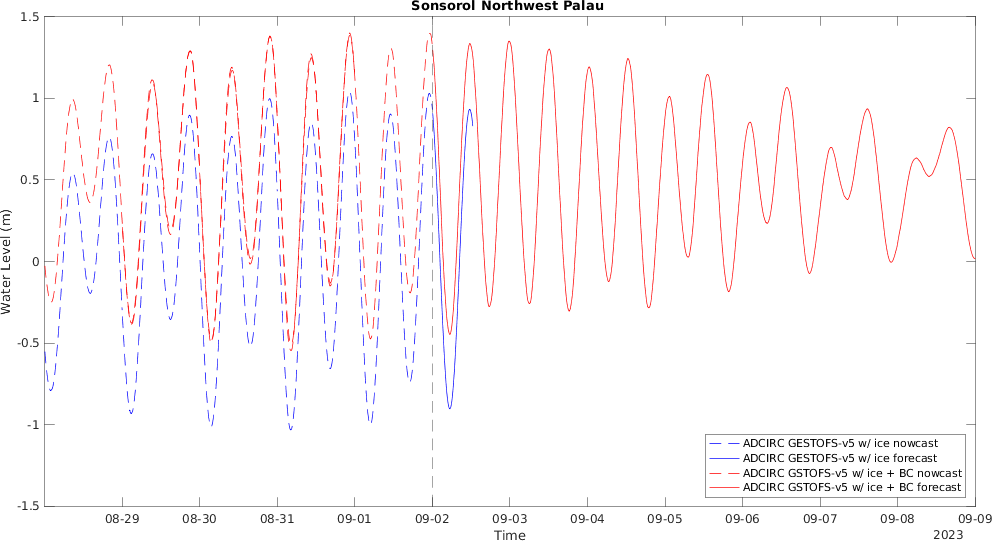 Sonsorol Northwest Palau
1.5
1
0.5
0
-0.5
-1
-1.5
Water Level (m)
ADCIRC GESTOFS-v5 w/ ice nowcast
ADCIRC GESTOFS-v5 w/ ice forecast
ADCIRC GSTOFS-v5 w/ ice + BC nowcast
ADCIRC GSTOFS-v5 w/ ice + BC forecast
08-29 08-30 08-31 09-01 09-02 09-03 09-04 09-05 09-06 09-07 09-08 09-09
Time
2023